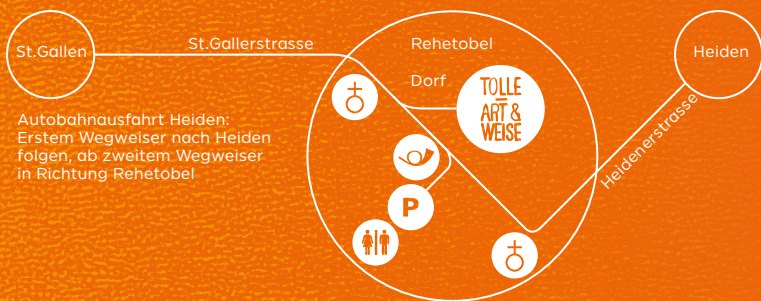 St.Gallen
St.Gallerstrasse
Rehetobel
Heiden
Dorf
TOLLE
ART &
WEISE
Autobahnausfahrt Heiden:
Erstem Wegweiser nach Heiden
folgen, ab zweitem Wegweiser
in Richtung Rehetobel
Heidenerstrasse
P